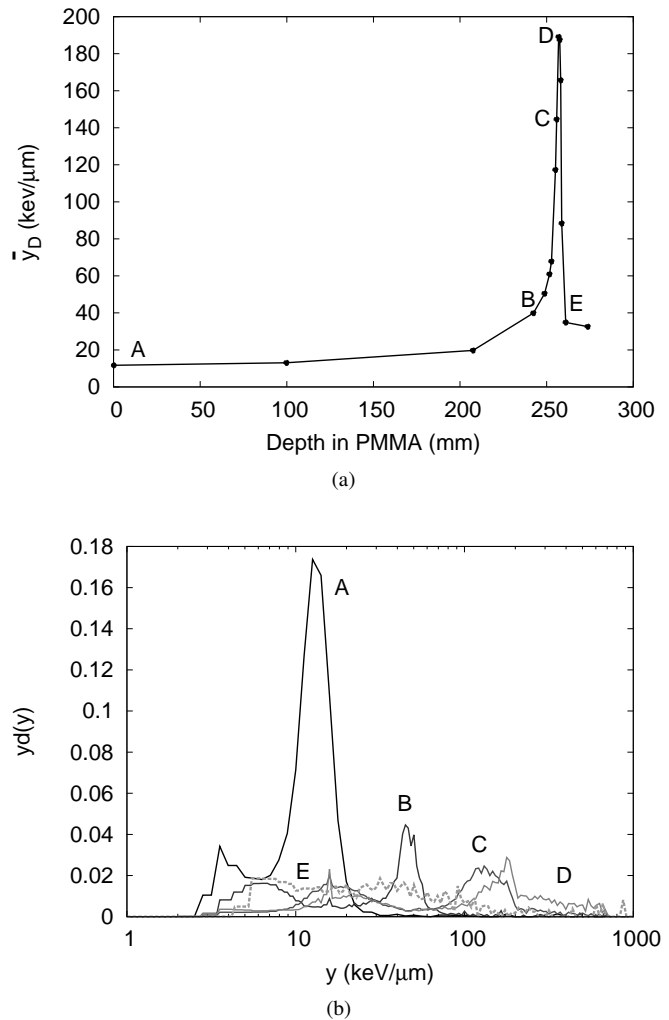 200
180
160
140
120
100
80
60
40
20
0
ȳ_D (kev/μm)
A
B
C
D
E
0 50 100 150 200 250 300
Depth in PMMA (mm)
(a)
0.18
0.16
0.14
0.12
0.1
0.08
0.06
0.04
0.02
0
yd(y)
A
B
C
D
E
1 10 100 1000
y (keV/μm)
(b)